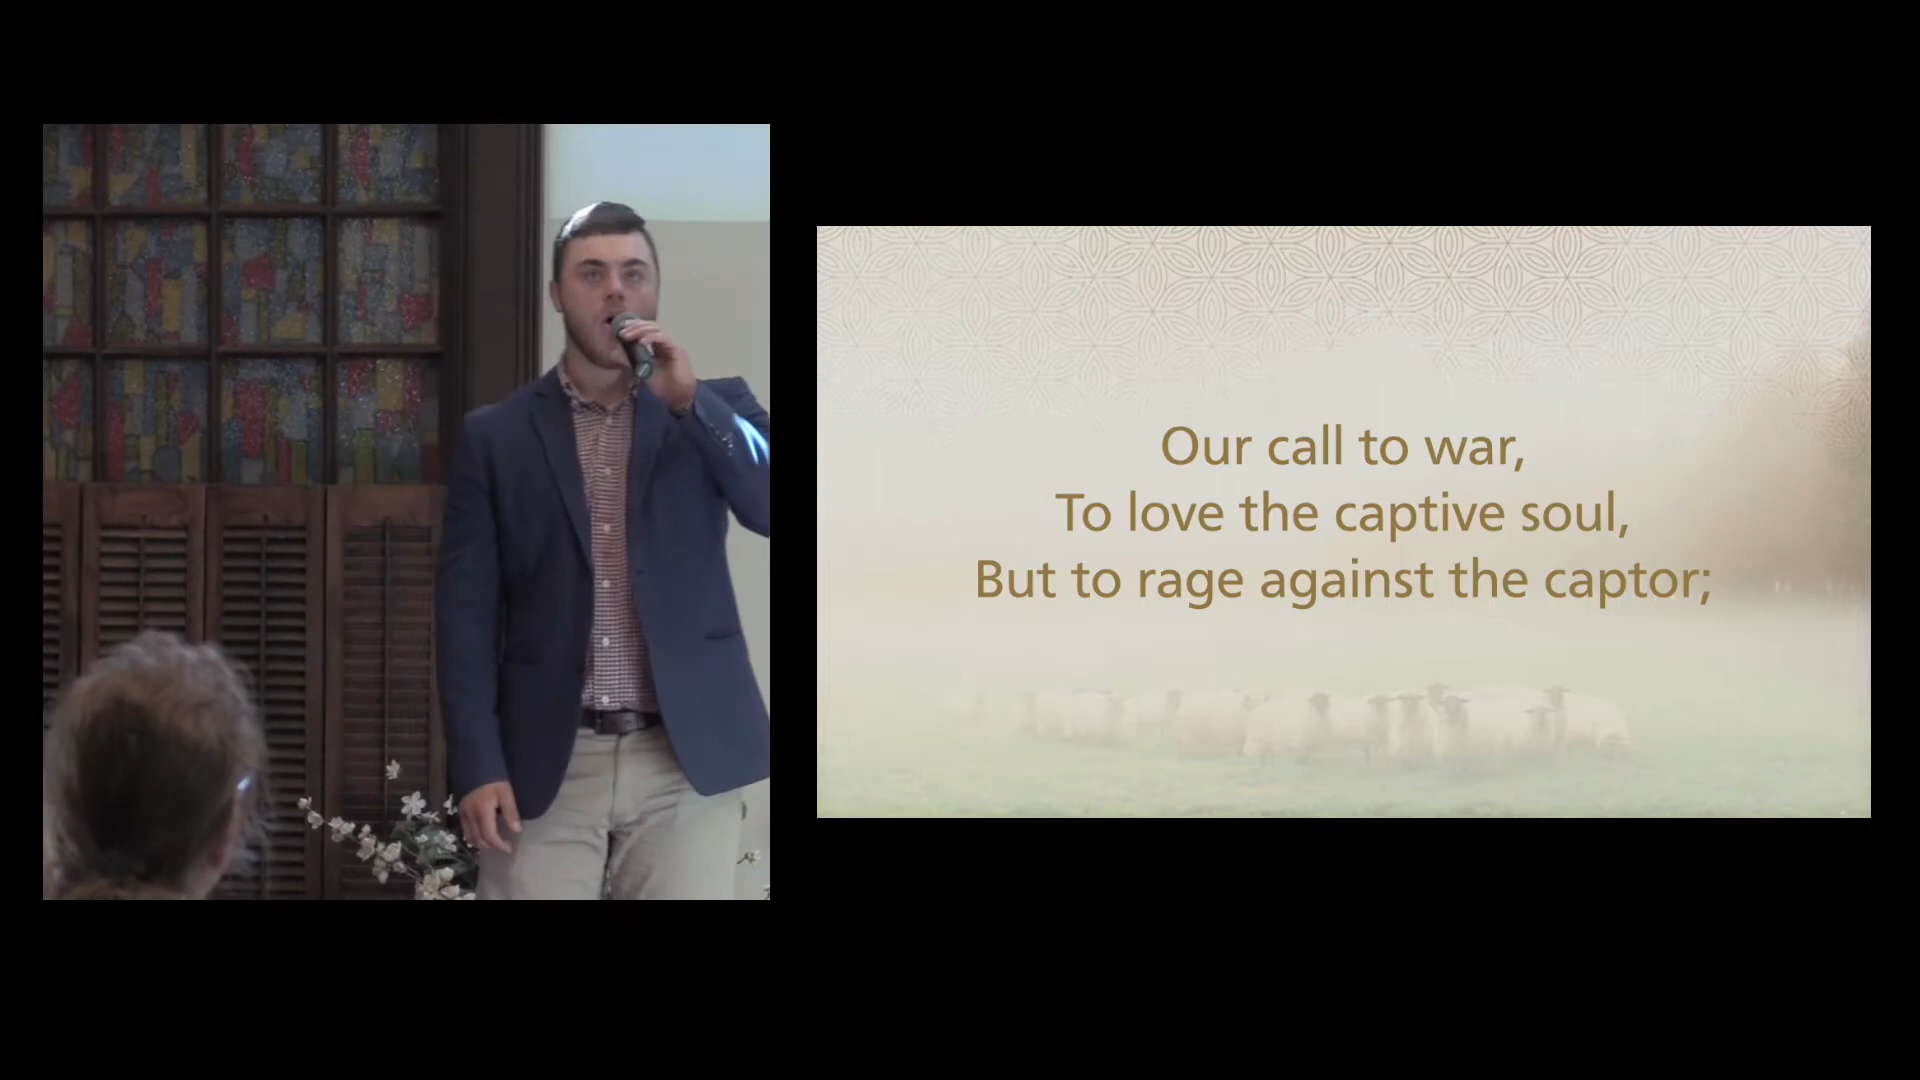 Our call to war,
To love the captive soul,
But to rage against the captor;